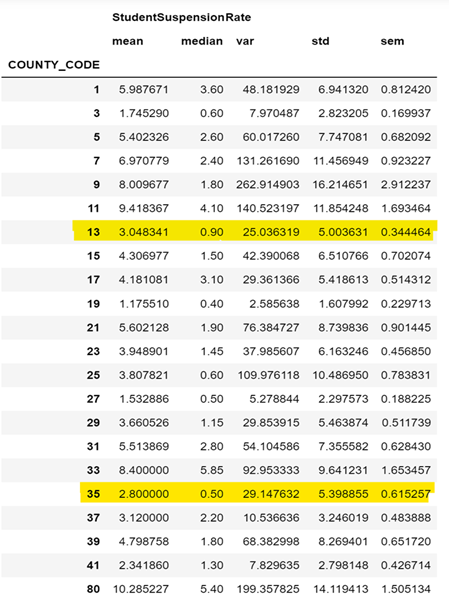 StudentSuspensionRate
mean median var std sem
COUNTY_CODE
1 5.987671 3.60 48.181929 6.941320 0.812420
3 1.745290 0.60 7.970487 2.823205 0.169937
5 5.402326 2.60 60.017260 7.747081 0.682092
7 6.970779 2.40 131.261690 11.456949 0.923227
9 8.009677 1.80 262.914903 16.214651 2.912237
11 9.418367 4.10 140.523197 11.854248 1.693464
13 3.048341 0.90 25.036319 5.003631 0.344464
15 4.306977 1.50 42.390068 6.510766 0.702074
17 4.181081 3.10 29.361366 5.418613 0.514312
19 1.175510 0.40 2.585638 1.607992 0.229713
21 5.602128 1.90 76.384727 8.739836 0.901445
23 3.948901 1.45 37.985607 6.163246 0.456850
25 3.807821 0.60 109.976118 10.486950 0.783831
27 1.532886 0.50 5.278844 2.297573 0.188225
29 3.660526 1.15 29.853915 5.463874 0.511739
31 5.513869 2.80 54.104586 7.355582 0.628430
33 8.400000 5.85 92.953333 9.641231 1.653457
35 2.800000 0.50 29.147632 5.398855 0.615257
37 3.120000 2.20 10.536636 3.246019 0.483888
39 4.798758 1.80 68.382998 8.269401 0.651720
41 2.341860 1.30 7.829635 2.798148 0.426714
80 10.285227 5.40 199.357825 14.119413 1.505134